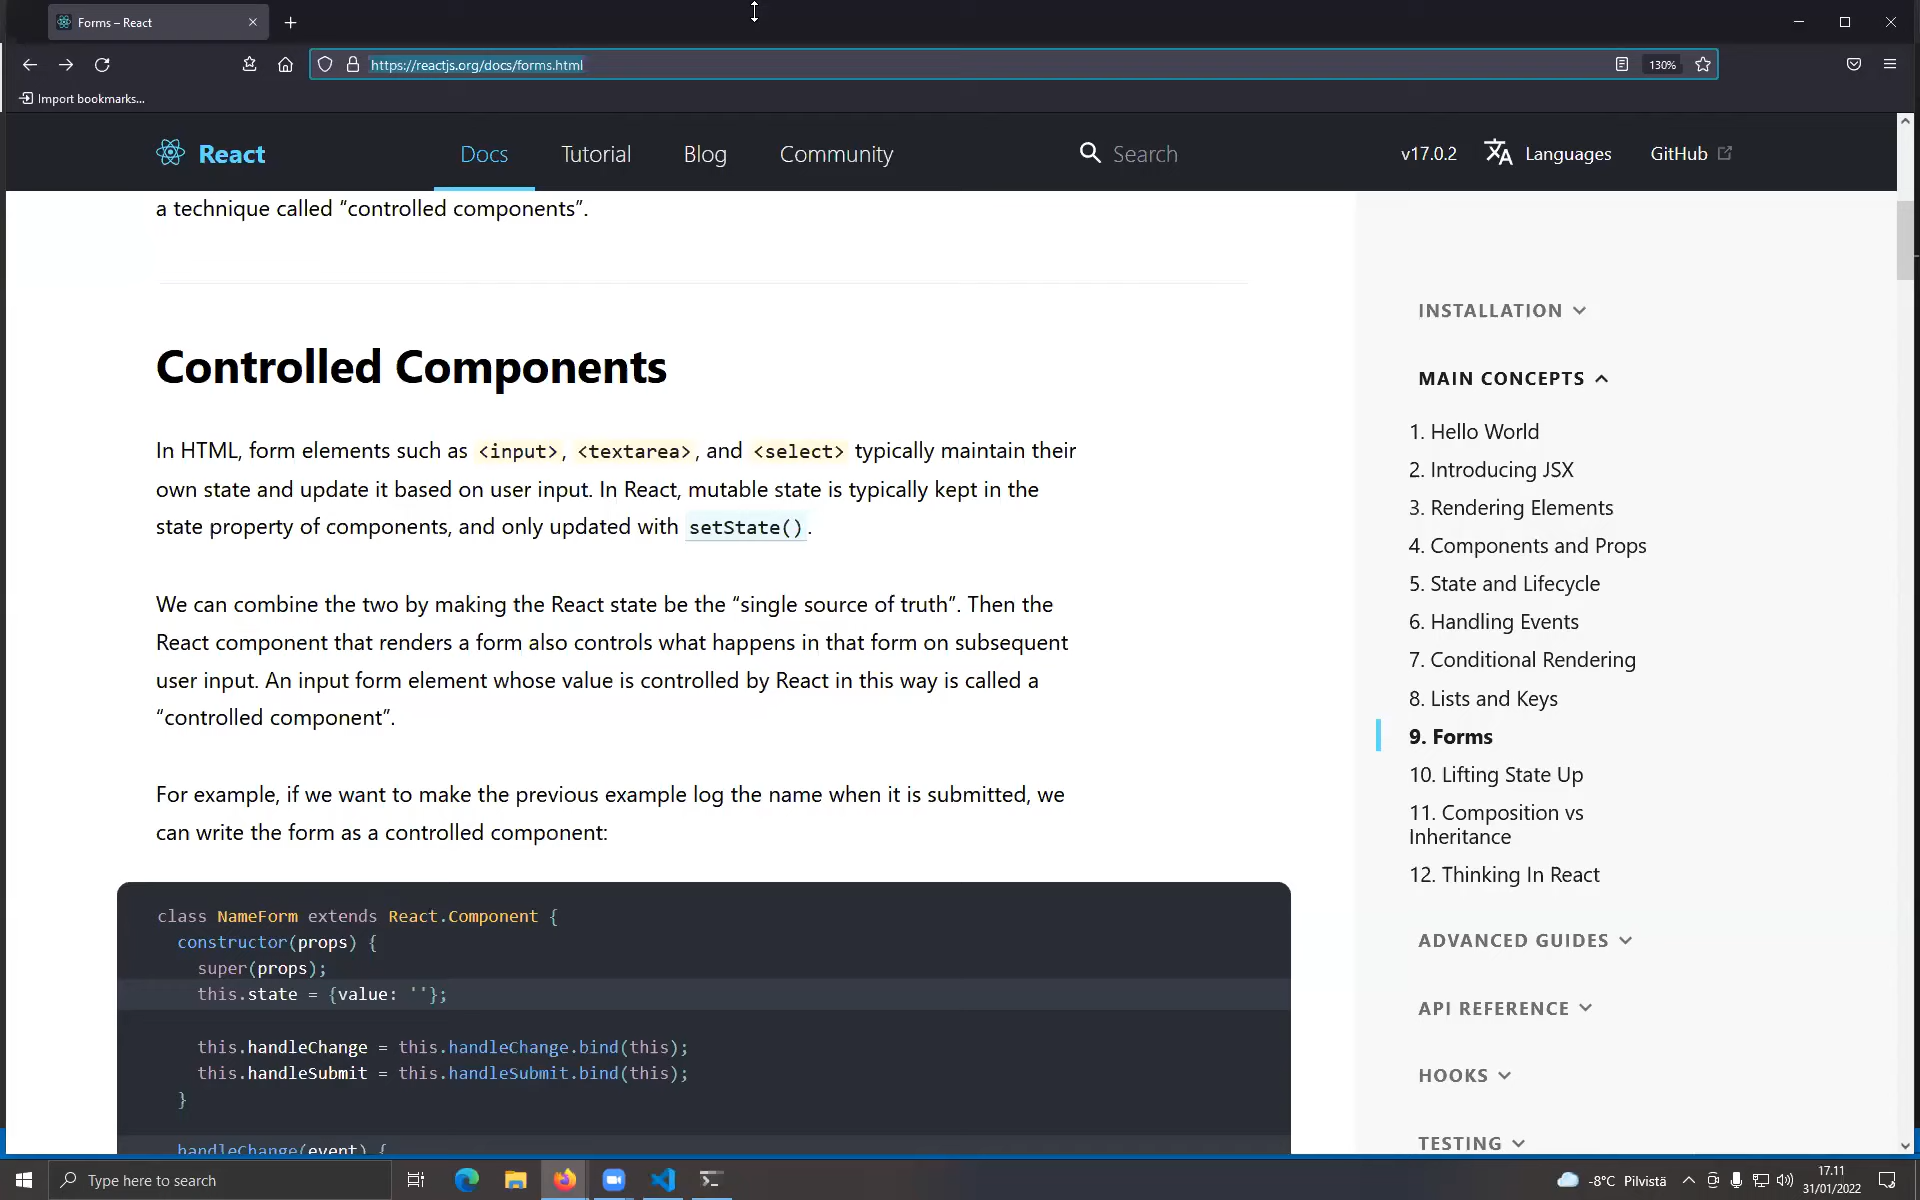 Forms – React
https://reactjs.org/docs/forms.html
130%
Import bookmarks...
React
Docs
Tutorial
Blog
Community
Search
v17.0.2
Languages
GitHub
a technique called “controlled components”.
Controlled Components
In HTML, form elements such as <input>, <textarea>, and <select> typically maintain their
own state and update it based on user input. In React, mutable state is typically kept in the
state property of components, and only updated with setState().
We can combine the two by making the React state be the “single source of truth”. Then the
React component that renders a form also controls what happens in that form on subsequent
user input. An input form element whose value is controlled by React in this way is called a
“controlled component”.
For example, if we want to make the previous example log the name when it is submitted, we
can write the form as a controlled component:
class NameForm extends React.Component {
constructor(props) {
super(props);
this.state = {value: ''};
this.handleChange = this.handleChange.bind(this);
this.handleSubmit = this.handleSubmit.bind(this);
}
handleChange(event) {
INSTALLATION
MAIN CONCEPTS
1. Hello World
2. Introducing JSX
3. Rendering Elements
4. Components and Props
5. State and Lifecycle
6. Handling Events
7. Conditional Rendering
8. Lists and Keys
9. Forms
10. Lifting State Up
11. Composition vs
Inheritance
12. Thinking In React
ADVANCED GUIDES
API REFERENCE
HOOKS
TESTING
Type here to search
-8°C Pilvistä
17.11
31/01/2022